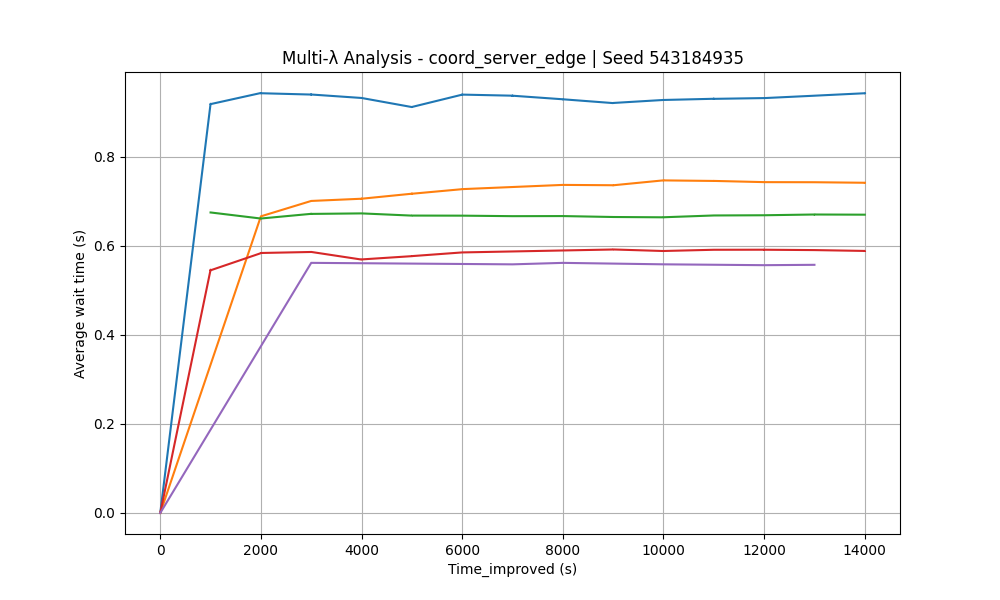 Multi-λ Analysis - coord_server_edge | Seed 543184935
Average wait time (s)
0.8
0.6
0.4
0.2
0.0
0 2000 4000 6000 8000 10000 12000 14000
Time_improved (s)